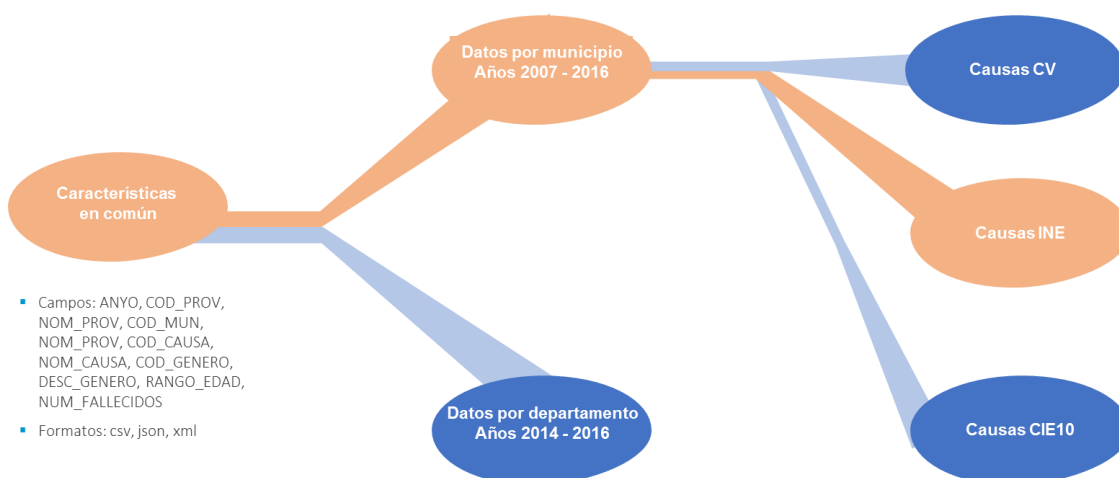 Datos por municipio
Años 2007 - 2016
Causas CV
Caracteristicas
en común
Causas INE
▪ Campos: ANYO, COD_PROV,
NOM_PROV, COD_MUN,
NOM_PROV, COD_CAUSA,
NOM_CAUSA, COD_GENERO,
DESC_GENERO, RANGO_EDAD,
NUM_FALLECIDOS
▪ Formatos: csv, json, xml
Datos por departamento
Años 2014 - 2016
Causas CIE10